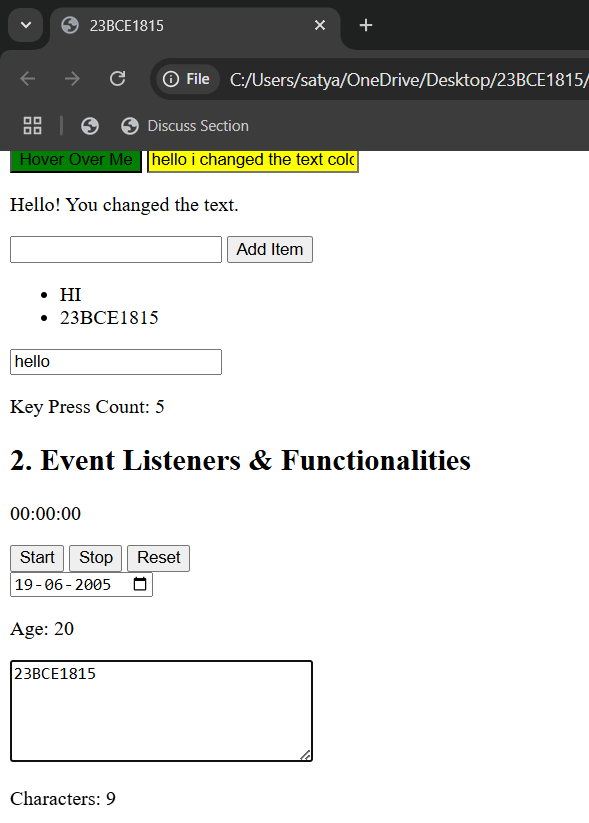 23BCE1815
File C:/Users/satya/OneDrive/Desktop/23BCE1815/
Discuss Section
Hover Over Me hello i changed the text colo
Hello! You changed the text.
Add Item
• HI
• 23BCE1815
hello
Key Press Count: 5
2. Event Listeners & Functionalities
00:00:00
Start Stop Reset
19-06-2005
Age: 20
23BCE1815
Characters: 9